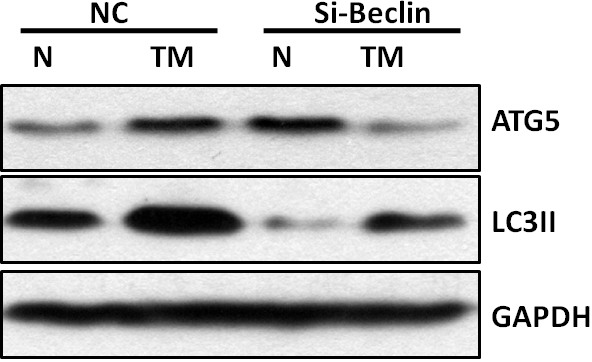 NC Si-Beclin
N TM N TM
ATG5
LC3II
GAPDH